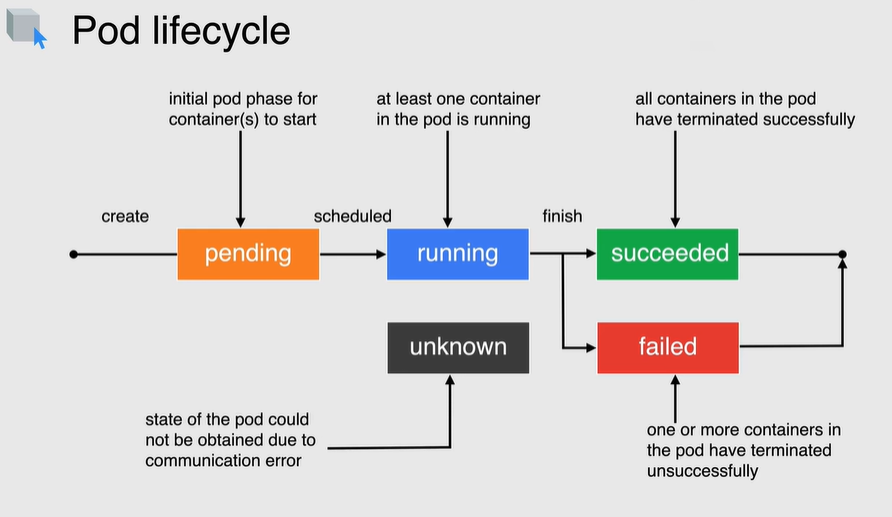 Pod lifecycle
initial pod phase for
container(s) to start
at least one container
in the pod is running
all containers in the pod
have terminated successfully
create
scheduled
finish
pending
running
succeeded
unknown
failed
state of the pod could
not be obtained due to
communication error
one or more containers in
the pod have terminated
unsuccessfully